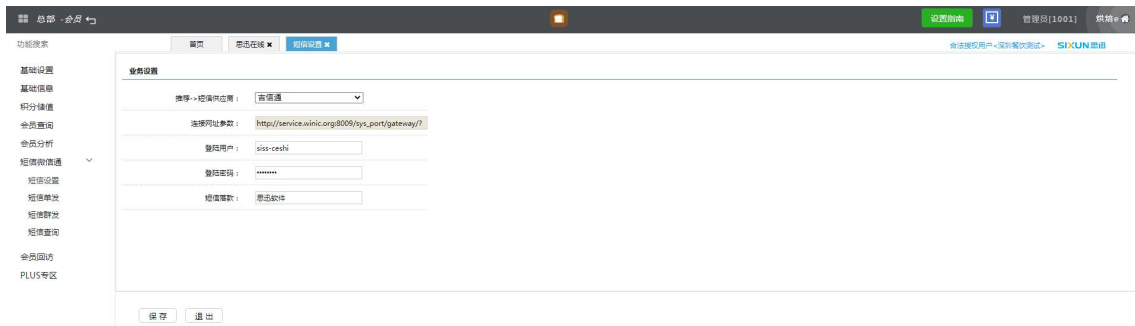 总部 -会员
设置指南 ¥ 管理员[1001] 烘焙e
功能搜索 首页 思迅在线 × 短信设置 × 合法授权用户<深圳餐饮测试> SIXUN思迅
基础设置
基础信息
积分储值
会员查询
会员分析
短信微信通
短信设置
短信单发
短信群发
短信查询
会员回访
PLUS专区
业务设置
推荐->短信供应商： 吉信通
连接网址参数： http://service.winic.org:8009/sys_port/gateway/?
登陆用户： siss-ceshi
登陆密码： ••••••••
短信落款： 思迅软件
保 存 退 出